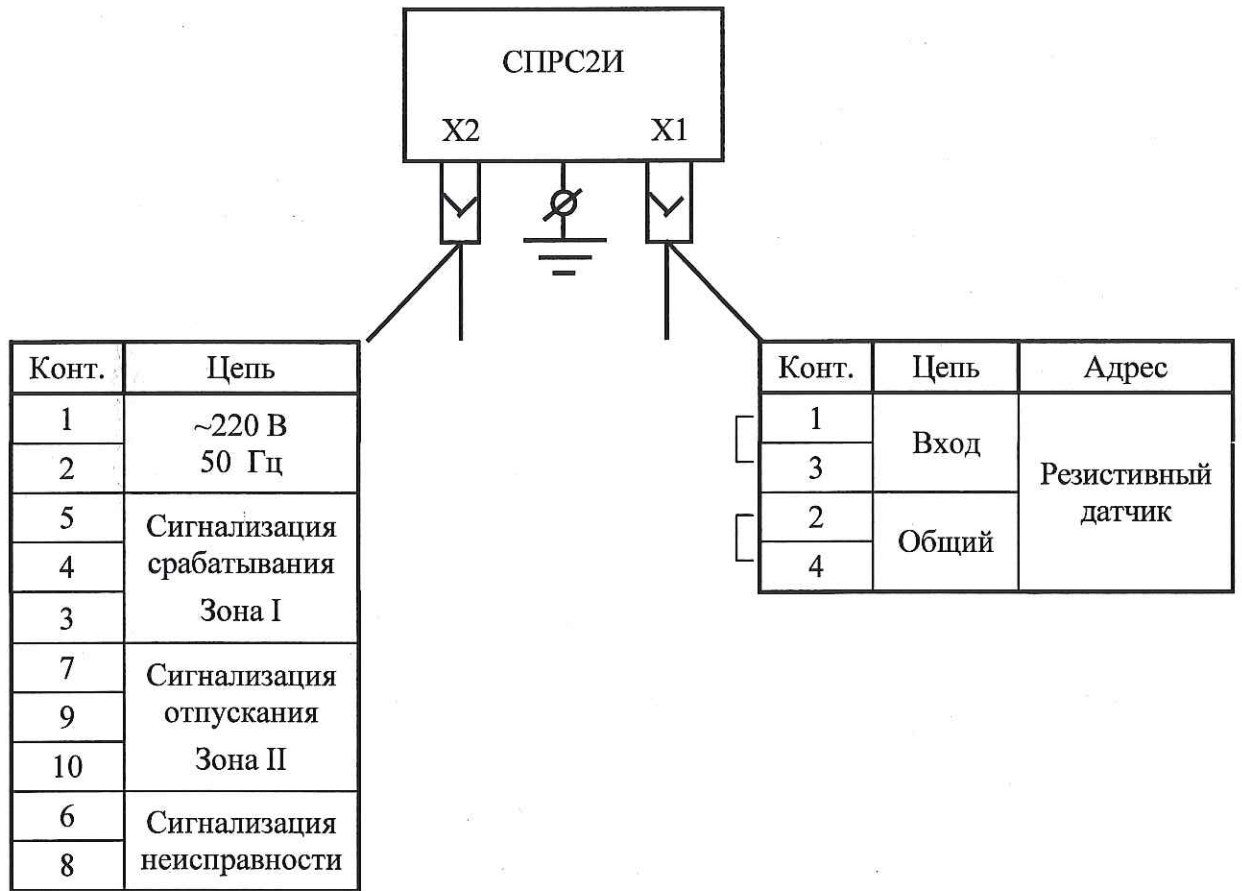 СПРС2И
X2
X1
Конт.
Цепь
1
~220 В
2
50 Гц
5
Сигнализация
4
срабатывания
3
Зона I
7
Сигнализация
9
отпускания
10
Зона II
6
Сигнализация
8
неисправности
Конт.
Цепь
Адрес
1
Вход
3
2
Общий
4
Резистивный
датчик